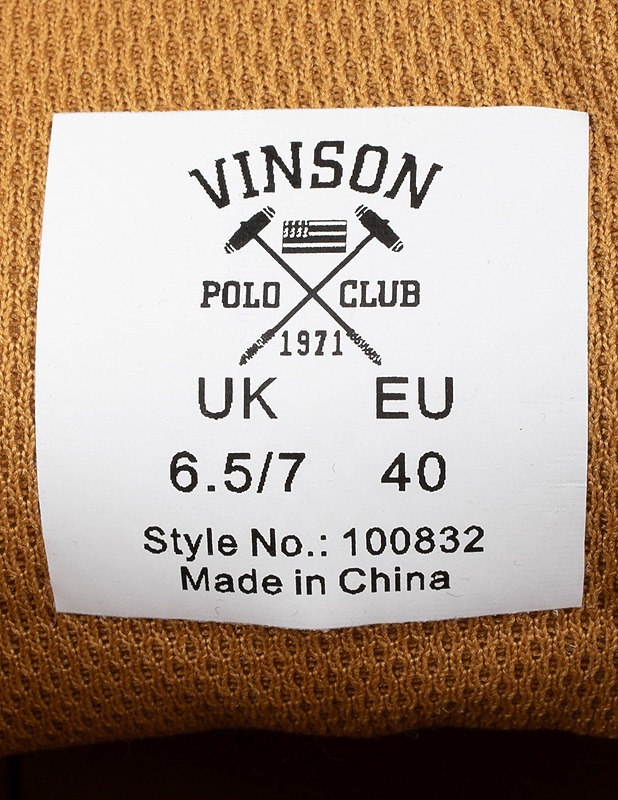 VINSON
POLO CLUB
1971
UK EU
6.5/7 40
Style No.: 100832
Made in China